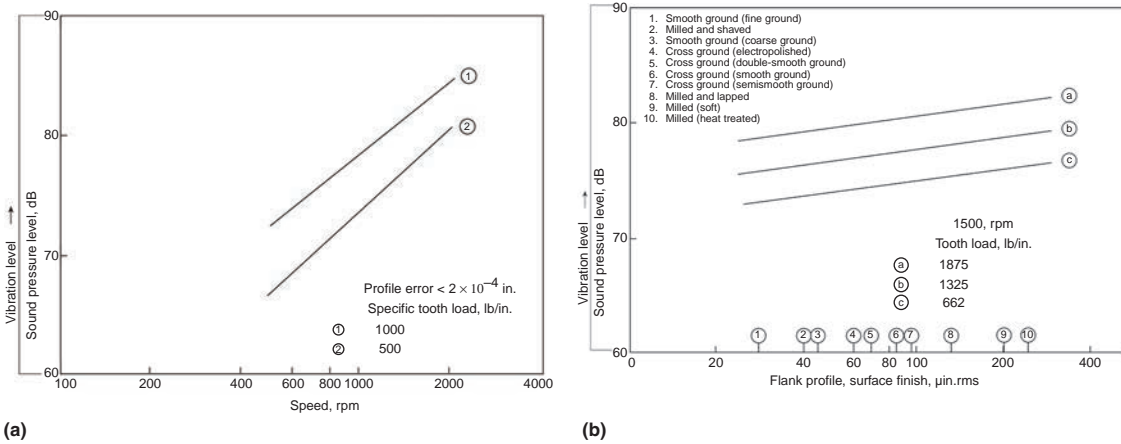 90
80
70
60
Vibration level →
Sound pressure level, dB
①
②
Profile error < 2 × 10⁻⁴ in.
Specific tooth load, lb/in.
① 1000
② 500
100 200 400 600 800 1000 2000 4000
Speed, rpm
(a)
90
80
70
60
Vibration level →
Sound pressure level, dB
1. Smooth ground (fine ground)
2. Milled and shaved
3. Smooth ground (coarse ground)
4. Cross ground (electropolished)
5. Cross ground (double-smooth ground)
6. Cross ground (smooth ground)
7. Cross ground (semismooth ground)
8. Milled and lapped
9. Milled (soft)
10. Milled (heat treated)
ⓐ
ⓑ
ⓒ
1500, rpm
Tooth load, lb/in.
ⓐ 1875
ⓑ 1325
ⓒ 662
① ② ③ ④ ⑤ ⑥ ⑦ ⑧ ⑨ ⑩
0 20 40 60 80 100 200 400
Flank profile, surface finish, μin.rms
(b)